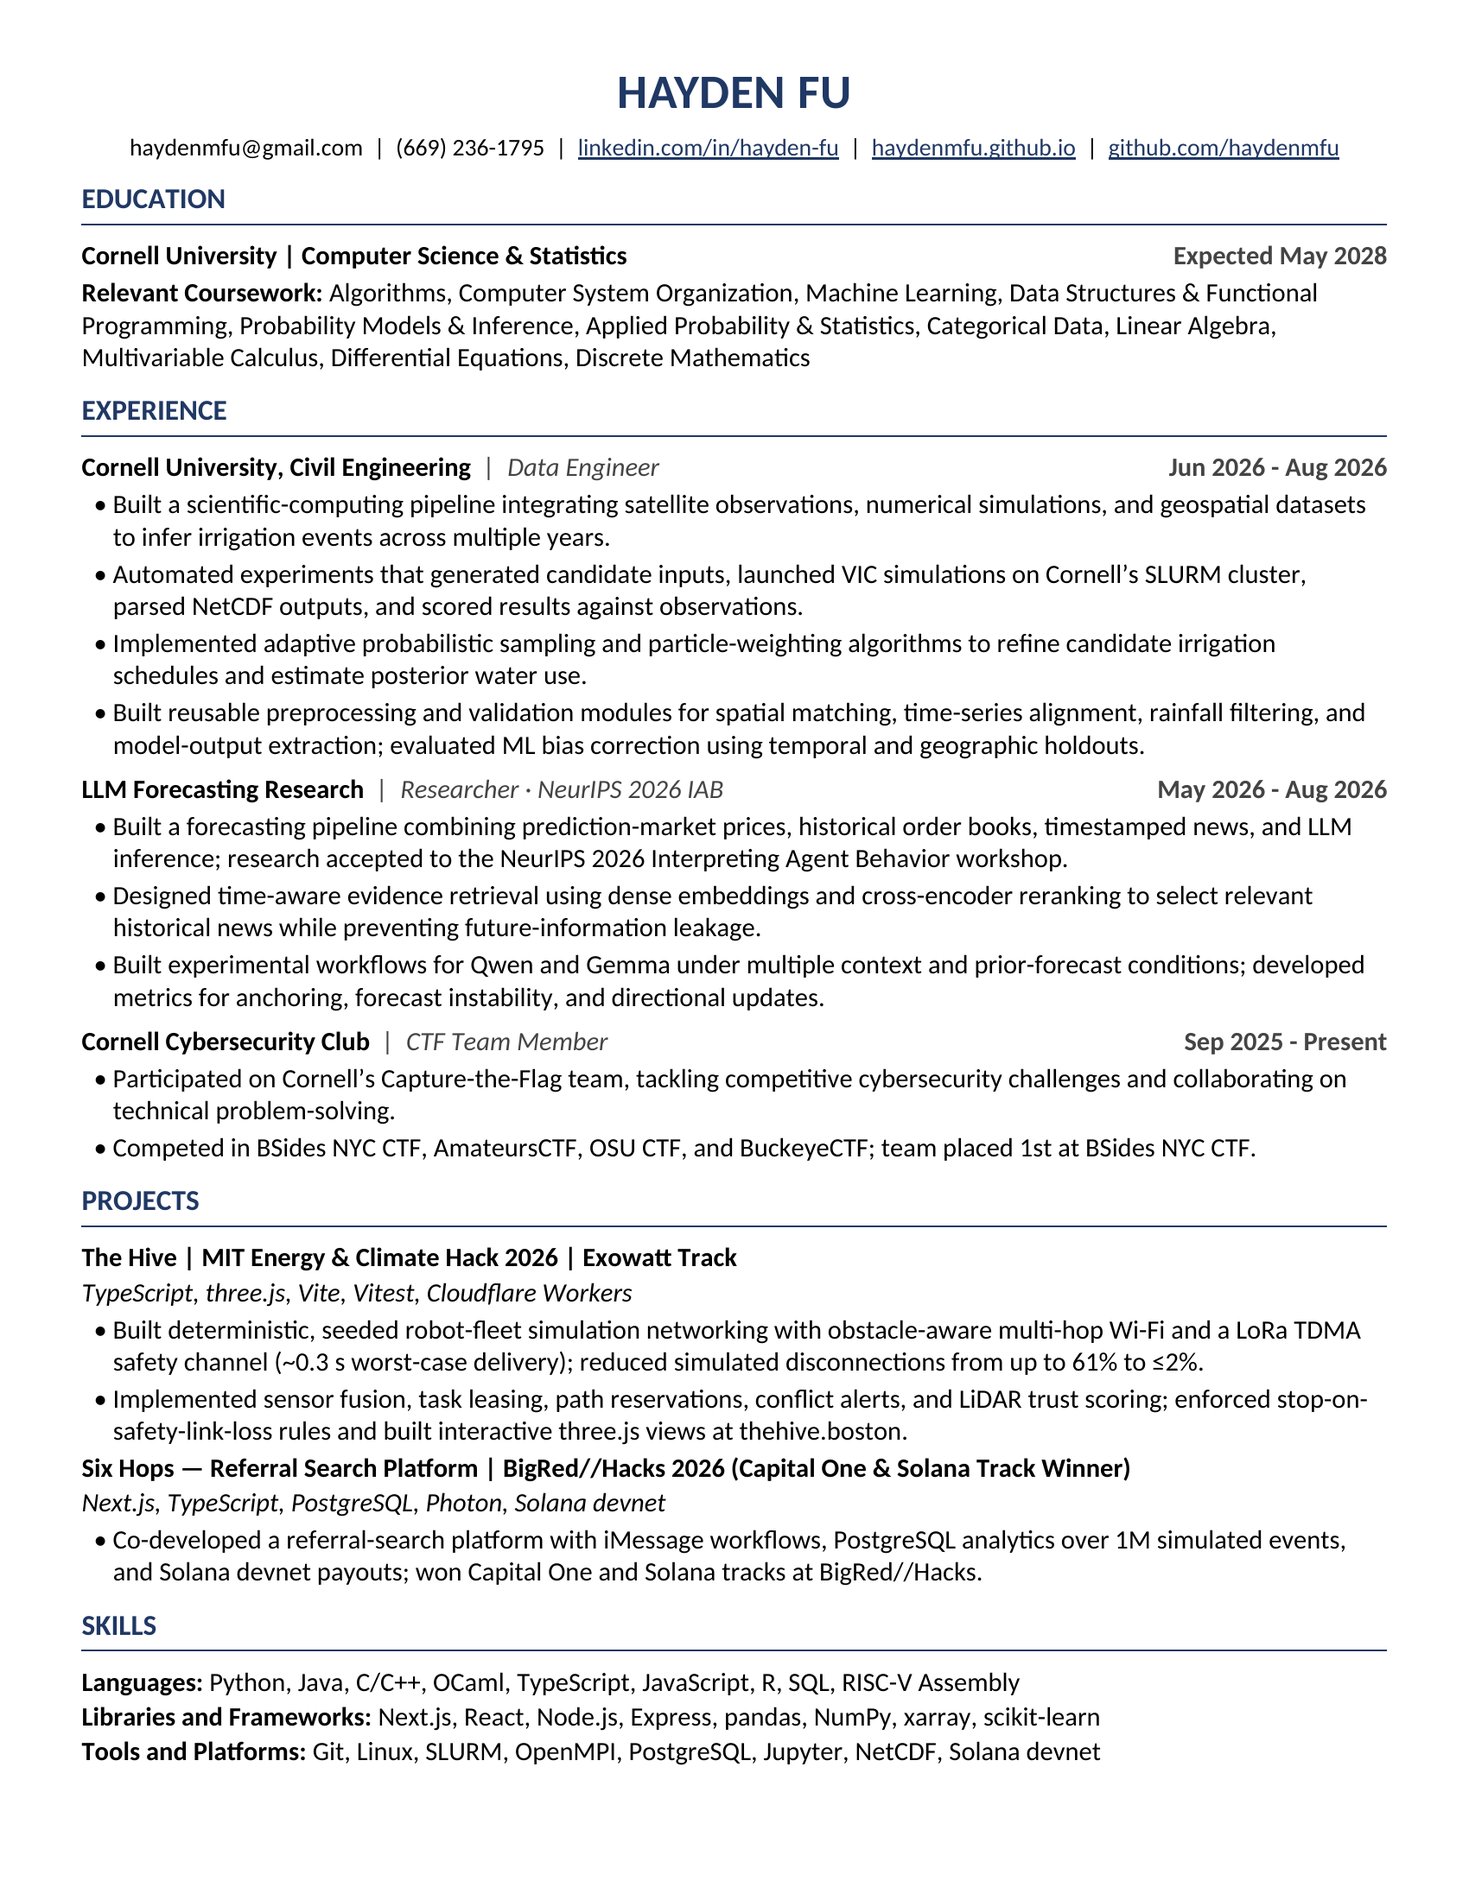 HAYDEN FU
haydenmfu@gmail.com | (669) 236-1795 | linkedin.com/in/hayden-fu | haydenmfu.github.io | github.com/haydenmfu
EDUCATION
Cornell University | Computer Science & Statistics Expected May 2028
Relevant Coursework: Algorithms, Computer System Organization, Machine Learning, Data Structures & Functional
Programming, Probability Models & Inference, Applied Probability & Statistics, Categorical Data, Linear Algebra,
Multivariable Calculus, Differential Equations, Discrete Mathematics
EXPERIENCE
Cornell University, Civil Engineering | Data Engineer Jun 2026 - Aug 2026
• Built a scientific-computing pipeline integrating satellite observations, numerical simulations, and geospatial datasets
to infer irrigation events across multiple years.
• Automated experiments that generated candidate inputs, launched VIC simulations on Cornell’s SLURM cluster,
parsed NetCDF outputs, and scored results against observations.
• Implemented adaptive probabilistic sampling and particle-weighting algorithms to refine candidate irrigation
schedules and estimate posterior water use.
• Built reusable preprocessing and validation modules for spatial matching, time-series alignment, rainfall filtering, and
model-output extraction; evaluated ML bias correction using temporal and geographic holdouts.
LLM Forecasting Research | Researcher · NeurIPS 2026 IAB May 2026 - Aug 2026
• Built a forecasting pipeline combining prediction-market prices, historical order books, timestamped news, and LLM
inference; research accepted to the NeurIPS 2026 Interpreting Agent Behavior workshop.
• Designed time-aware evidence retrieval using dense embeddings and cross-encoder reranking to select relevant
historical news while preventing future-information leakage.
• Built experimental workflows for Qwen and Gemma under multiple context and prior-forecast conditions; developed
metrics for anchoring, forecast instability, and directional updates.
Cornell Cybersecurity Club | CTF Team Member Sep 2025 - Present
• Participated on Cornell’s Capture-the-Flag team, tackling competitive cybersecurity challenges and collaborating on
technical problem-solving.
• Competed in BSides NYC CTF, AmateursCTF, OSU CTF, and BuckeyeCTF; team placed 1st at BSides NYC CTF.
PROJECTS
The Hive | MIT Energy & Climate Hack 2026 | Exowatt Track
TypeScript, three.js, Vite, Vitest, Cloudflare Workers
• Built deterministic, seeded robot-fleet simulation networking with obstacle-aware multi-hop Wi-Fi and a LoRa TDMA
safety channel (~0.3 s worst-case delivery); reduced simulated disconnections from up to 61% to ≤2%.
• Implemented sensor fusion, task leasing, path reservations, conflict alerts, and LiDAR trust scoring; enforced stop-on-
safety-link-loss rules and built interactive three.js views at thehive.boston.
Six Hops — Referral Search Platform | BigRed//Hacks 2026 (Capital One & Solana Track Winner)
Next.js, TypeScript, PostgreSQL, Photon, Solana devnet
• Co-developed a referral-search platform with iMessage workflows, PostgreSQL analytics over 1M simulated events,
and Solana devnet payouts; won Capital One and Solana tracks at BigRed//Hacks.
SKILLS
Languages: Python, Java, C/C++, OCaml, TypeScript, JavaScript, R, SQL, RISC-V Assembly
Libraries and Frameworks: Next.js, React, Node.js, Express, pandas, NumPy, xarray, scikit-learn
Tools and Platforms: Git, Linux, SLURM, OpenMPI, PostgreSQL, Jupyter, NetCDF, Solana devnet